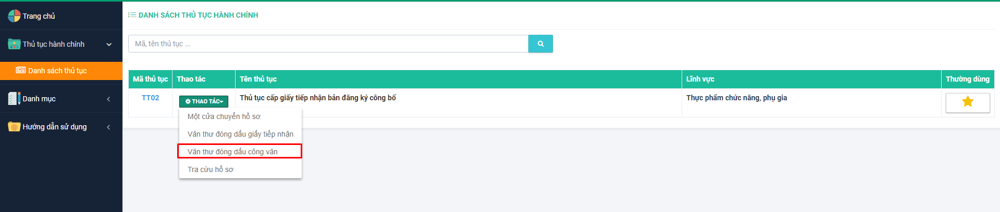 Trang chủ
Thủ tục hành chính
Danh sách thủ tục
Danh mục
Hướng dẫn sử dụng
DANH SÁCH THỦ TỤC HÀNH CHÍNH
Mã, tên thủ tục ...
Mã thủ tục Thao tác Tên thủ tục Lĩnh vực Thường dùng
TT02 THAO TÁC Thủ tục cấp giấy tiếp nhận bản đăng ký công bố Thực phẩm chức năng, phụ gia
Một cửa chuyển hồ sơ
Văn thư đóng dấu giấy tiếp nhận
Văn thư đóng dấu công văn
Tra cứu hồ sơ